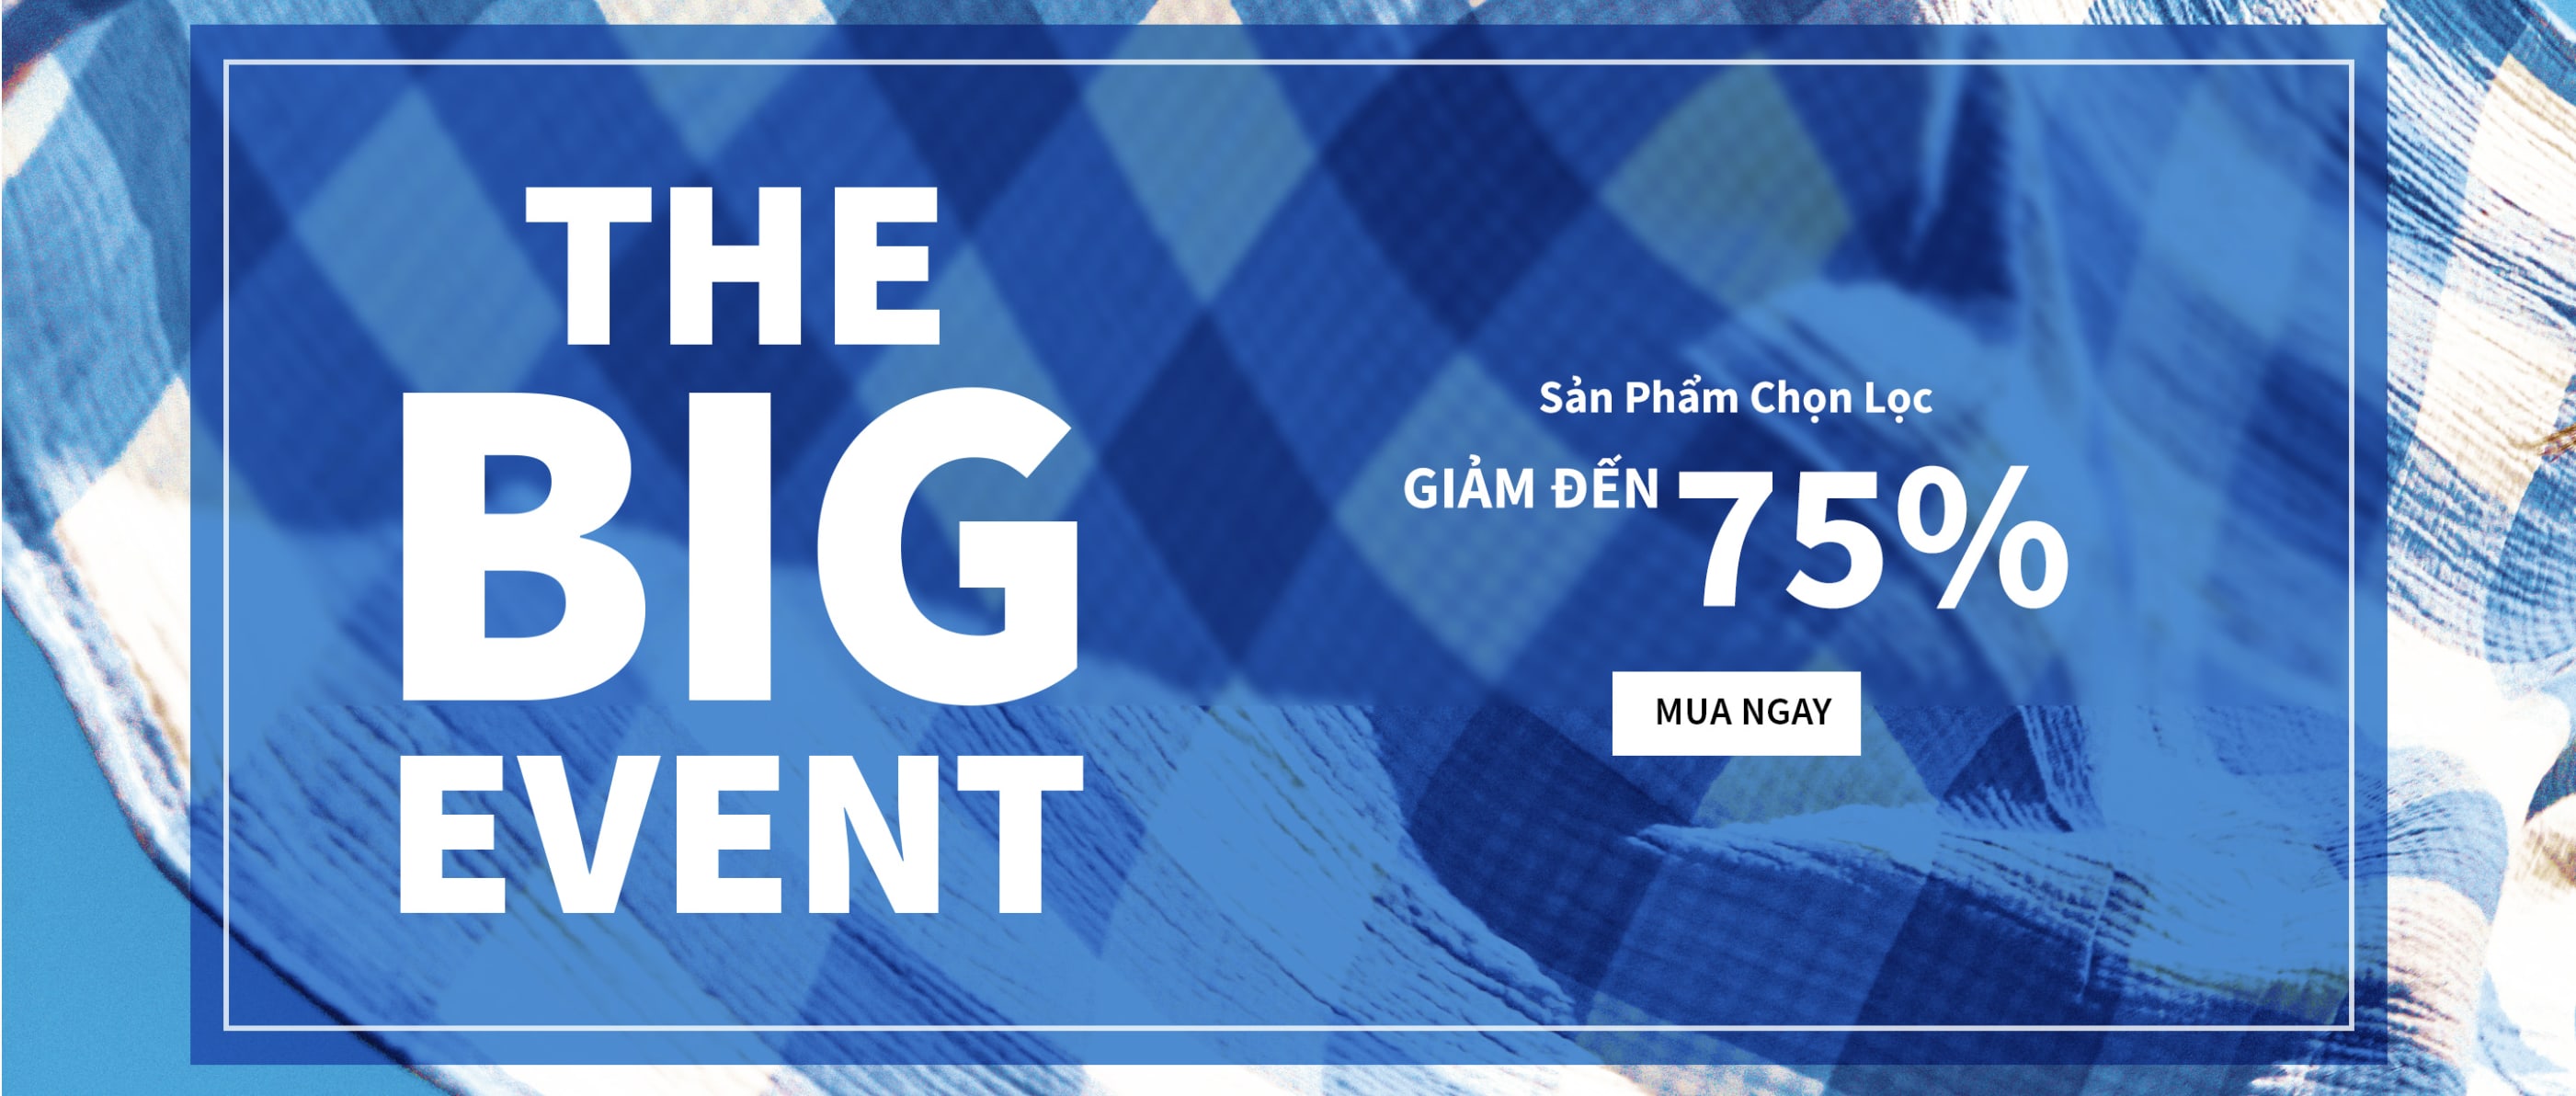 THE
BIG
EVENT
Sản Phẩm Chọn Lọc
GIẢM ĐẾN 75%
MUA NGAY